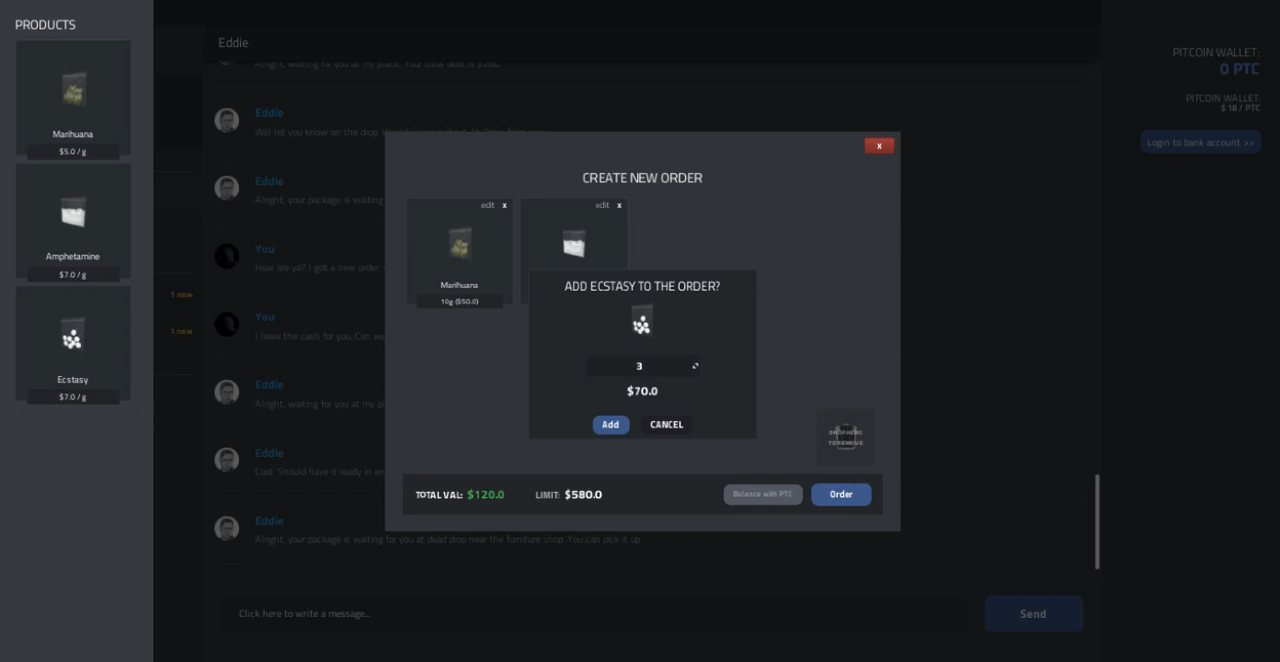 PRODUCTS
Marihuana
$5.0 / g
Amphetamine
$7.0 / g
Ecstasy
$7.0 / g
1 new
1 new
Eddie
Alright, waiting for you at my place. Your total debt is $280
Eddie
Will let you know on the drop.
Eddie
Alright, your package is waiting
You
How are ya? I got a new order.
You
I have the cash for you. Can we
Eddie
Alright, waiting for you at my pl
Eddie
Cool. Should have it ready in
Eddie
Alright, your package is waiting for you at dead drop near the furniture shop. You can pick it up
Click here to write a message...
Send
x
CREATE NEW ORDER
edit x
Marihuana
10g ($50.0)
edit x
ADD ECSTASY TO THE ORDER?
3
$70.0
Add
CANCEL
DROP HERE
TO REMOVE
TOTAL VAL: $120.0
LIMIT: $580.0
Balance with PTC
Order
PITCOIN WALLET:
0 PTC
PITCOIN WALLET:
$ 18 / PTC
Login to bank account >>